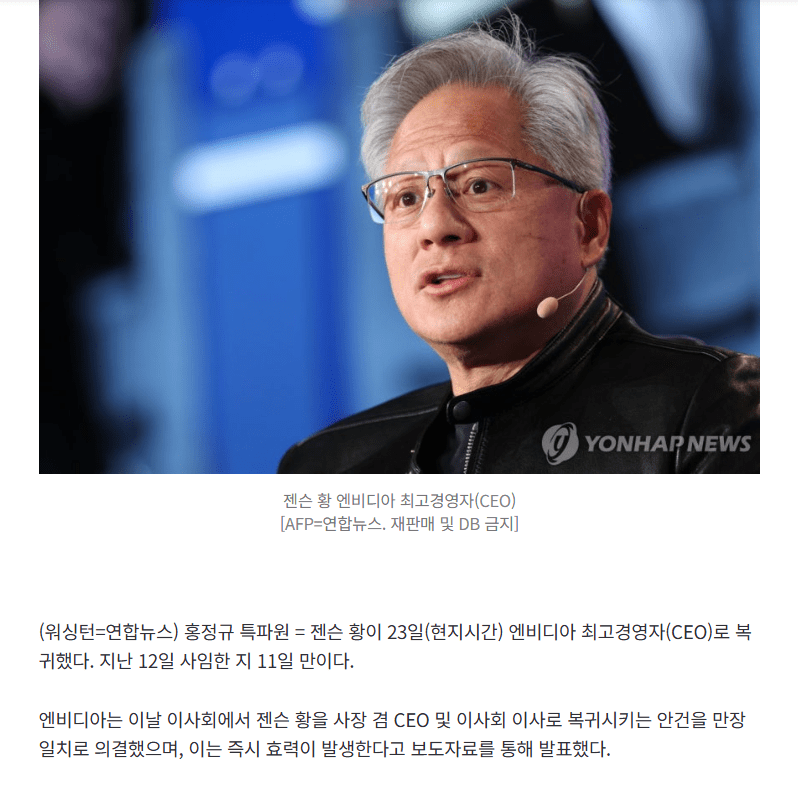 YONHAP NEWS
젠슨 황 엔비디아 최고경영자(CEO)
[AFP=연합뉴스. 재판매 및 DB 금지]
(워싱턴=연합뉴스) 홍정규 특파원 = 젠슨 황이 23일(현지시간) 엔비디아 최고경영자(CEO)로 복
귀했다. 지난 12일 사임한 지 11일 만이다.
엔비디아는 이날 이사회에서 젠슨 황을 사장 겸 CEO 및 이사회 이사로 복귀시키는 안건을 만장
일치로 의결했으며, 이는 즉시 효력이 발생한다고 보도자료를 통해 발표했다.